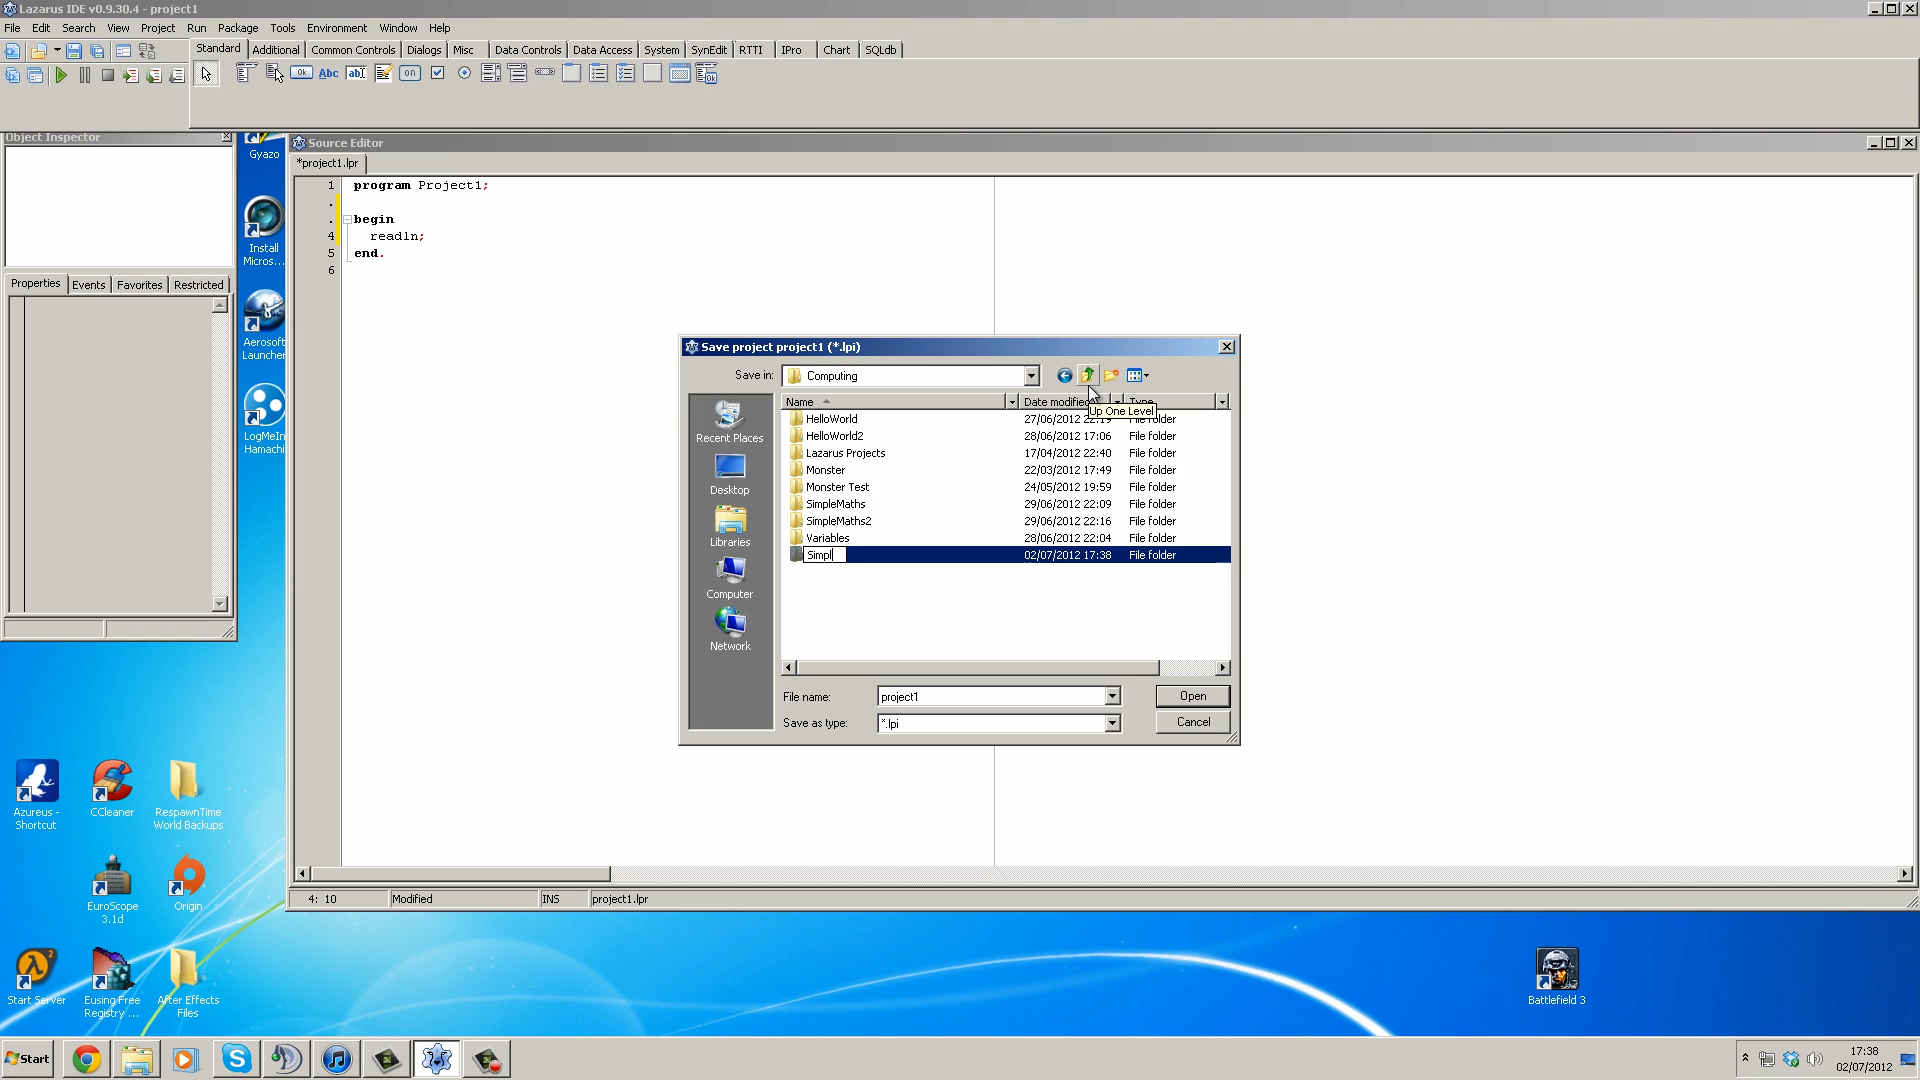 Lazarus IDE v0.9.30.4 - project1
File Edit Search View Project Run Package Tools Environment Window Help
Standard Additional Common Controls Dialogs Misc Data Controls Data Access System SynEdit RTTI IPro Chart SQLdb
Ok Abc ab on
Object Inspector
Properties Events Favorites Restricted
Gyazo
Install
Micros...
Aerosoft
Launcher
LogMeIn
Hamachi
Source Editor
*project1.lpr
1 program Project1;
.
. begin
4 readln;
5 end.
6
Save project project1 (*.lpi)
Save in: Computing
Name Date modified Type
Up One Level
HelloWorld 27/06/2012 22:19 File folder
HelloWorld2 28/06/2012 17:06 File folder
Lazarus Projects 17/04/2012 22:40 File folder
Monster 22/03/2012 17:49 File folder
Monster Test 24/05/2012 19:59 File folder
SimpleMaths 29/06/2012 22:09 File folder
SimpleMaths2 29/06/2012 22:16 File folder
Variables 28/06/2012 22:04 File folder
Simpl 02/07/2012 17:38 File folder
Recent Places
Desktop
Libraries
Computer
Network
File name: project1 Open
Save as type: *.lpi Cancel
4: 10 Modified INS project1.lpr
Azureus -
Shortcut
CCleaner
RespawnTime
World Backups
EuroScope
3.1d
Origin
Start Server
Eusing Free
Registry ...
After Effects
Files
Battlefield 3
Start
17:38
02/07/2012